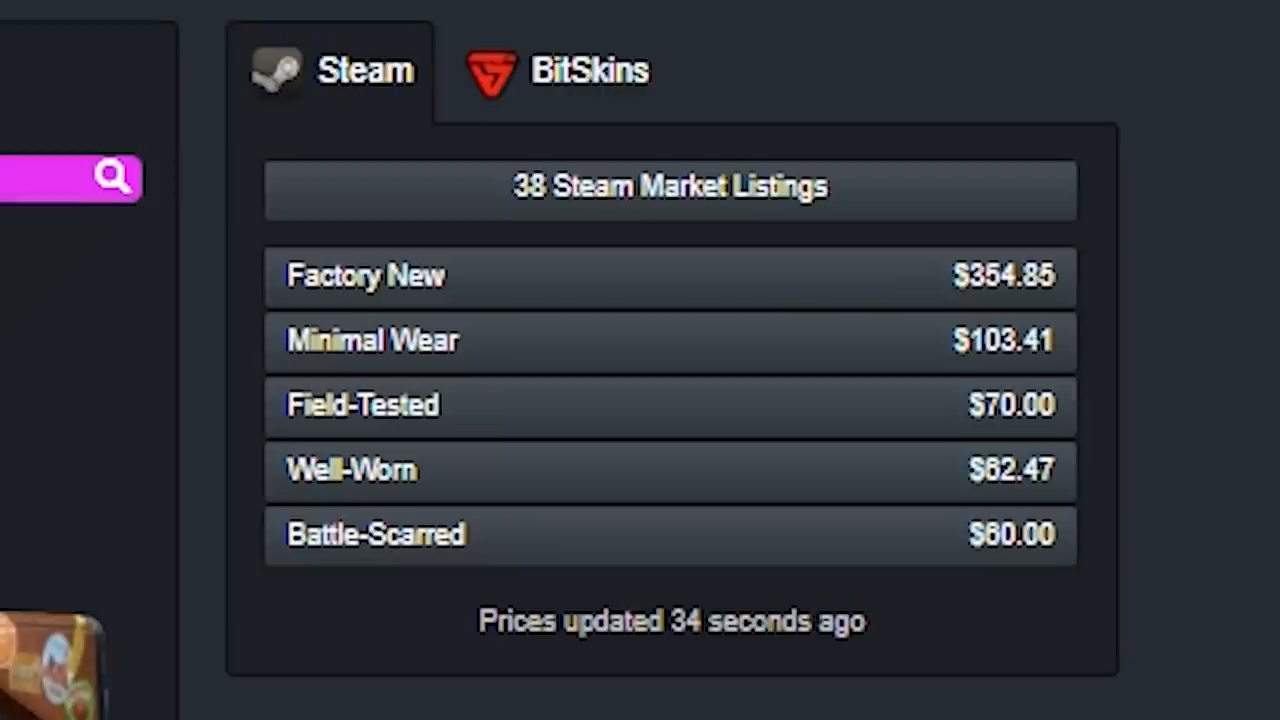 Steam
BitSkins
38 Steam Market Listings
Factory New $354.85
Minimal Wear $103.41
Field-Tested $70.00
Well-Worn $62.47
Battle-Scarred $60.00
Prices updated 34 seconds ago